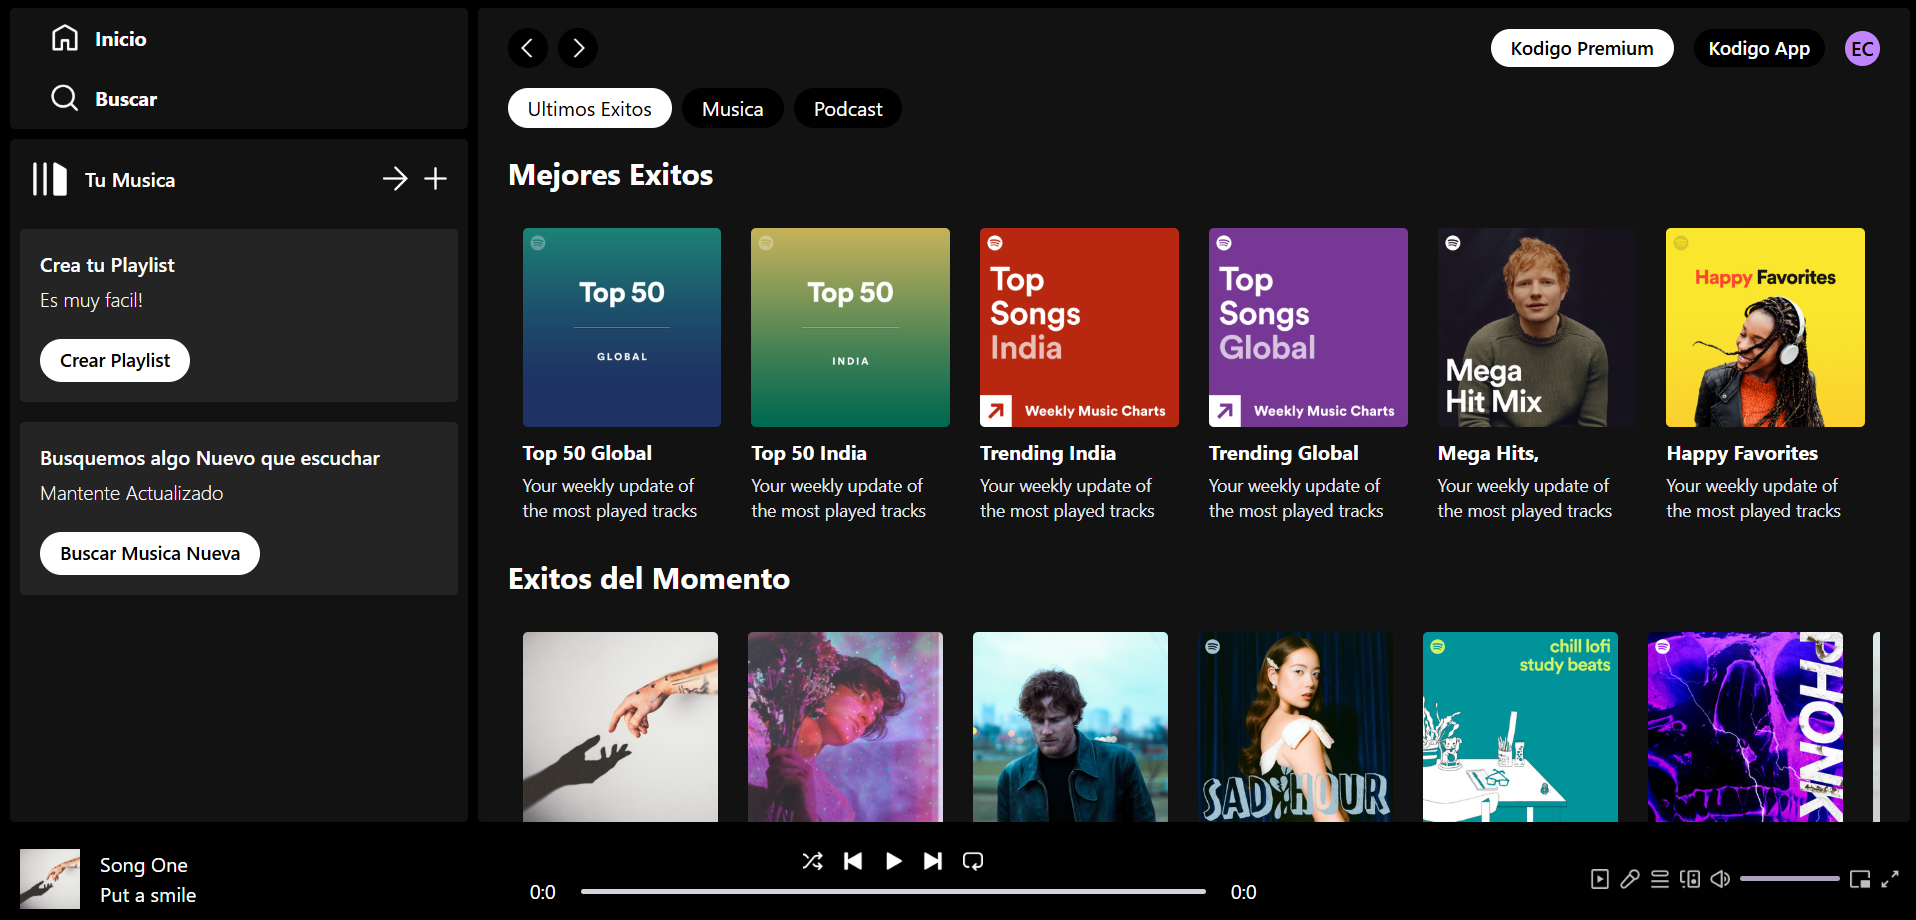 Inicio
Buscar
Tu Musica
Crea tu Playlist
Es muy facil!
Crear Playlist
Busquemos algo Nuevo que escuchar
Mantente Actualizado
Buscar Musica Nueva
Kodigo Premium
Kodigo App
EC
Ultimos Exitos
Musica
Podcast
Mejores Exitos
Top 50
GLOBAL
Top 50 Global
Your weekly update of
the most played tracks
Top 50
INDIA
Top 50 India
Your weekly update of
the most played tracks
Top
Songs
India
Weekly Music Charts
Trending India
Your weekly update of
the most played tracks
Top
Songs
Global
Weekly Music Charts
Trending Global
Your weekly update of
the most played tracks
Mega
Hit Mix
Mega Hits,
Your weekly update of
the most played tracks
Happy Favorites
Happy Favorites
Your weekly update of
the most played tracks
Exitos del Momento
SAD HOUR
chill lofi
study beats
PHONK
Song One
Put a smile
0:0
0:0